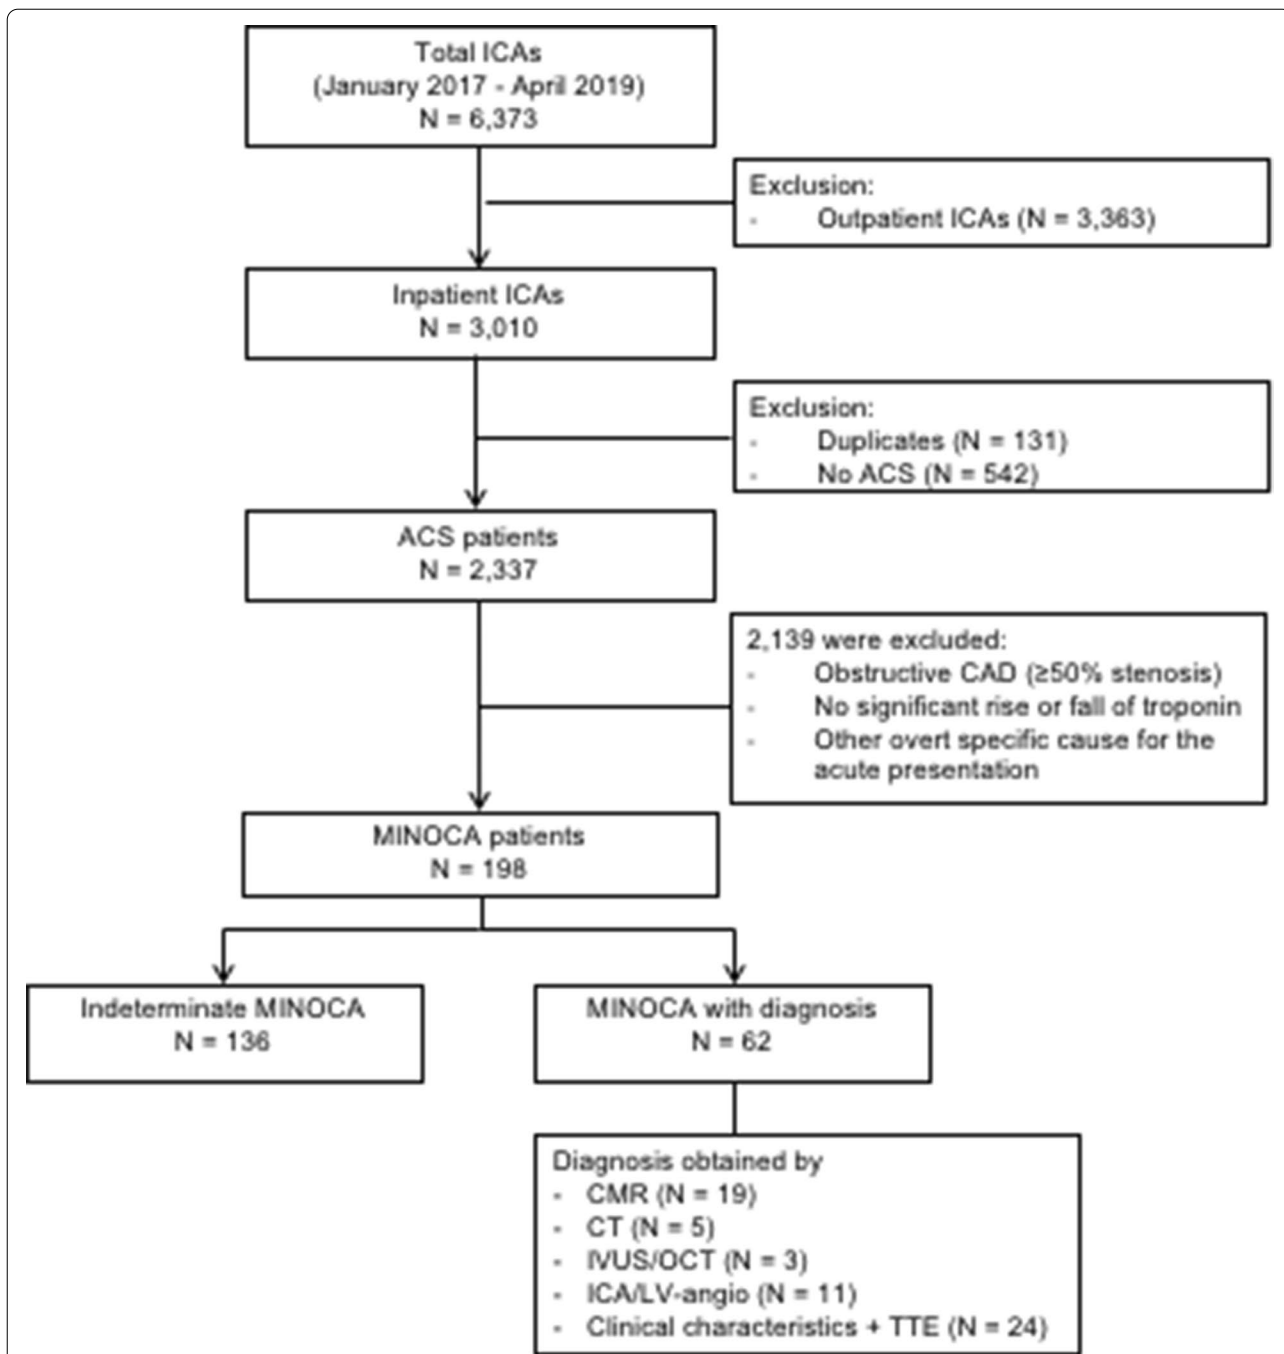 Total ICAs
(January 2017 - April 2019)
N = 6,373
Exclusion:
- Outpatient ICAs (N = 3,363)
Inpatient ICAs
N = 3,010
Exclusion:
- Duplicates (N = 131)
- No ACS (N = 542)
ACS patients
N = 2,337
2,139 were excluded:
- Obstructive CAD (≥50% stenosis)
- No significant rise or fall of troponin
- Other overt specific cause for the
acute presentation
MINOCA patients
N = 198
Indeterminate MINOCA
N = 136
MINOCA with diagnosis
N = 62
Diagnosis obtained by
- CMR (N = 19)
- CT (N = 5)
- IVUS/OCT (N = 3)
- ICA/LV-angio (N = 11)
- Clinical characteristics + TTE (N = 24)